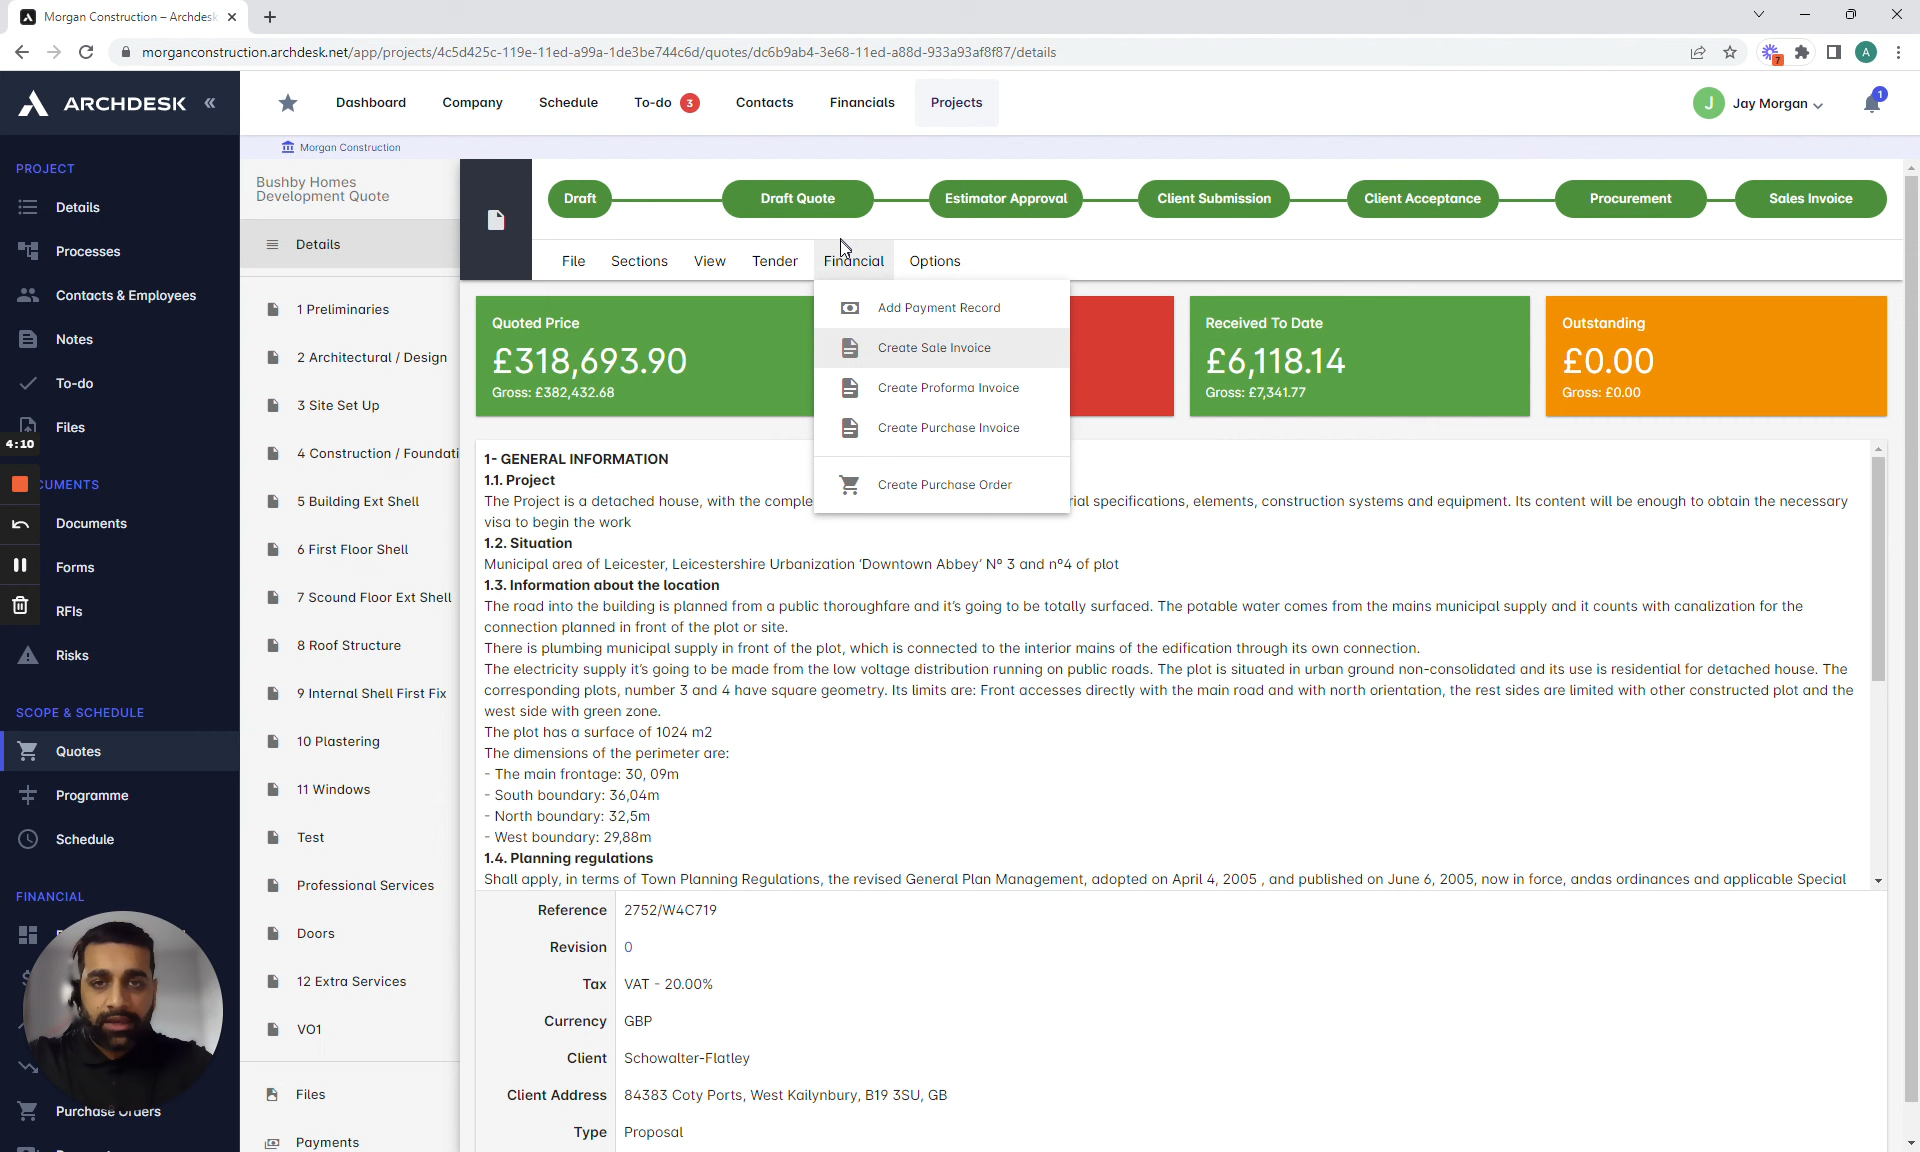 Morgan Construction – Archdesk
morganconstruction.archdesk.net/app/projects/4c5d425c-119e-11ed-a99a-1de3be744c6d/quotes/dc6b9ab4-3e68-11ed-a88d-933a93af8f87/details
7
A
ARCHDESK
Dashboard
Company
Schedule
To-do 3
Contacts
Financials
Projects
J Jay Morgan
1
Morgan Construction
PROJECT
Details
Processes
Contacts & Employees
Notes
To-do
Files
4:10
CUMENTS
Documents
Forms
RFIs
Risks
SCOPE & SCHEDULE
Quotes
Programme
Schedule
FINANCIAL
Purchase Orders
Bushby Homes
Development Quote
Details
1 Preliminaries
2 Architectural / Design
3 Site Set Up
4 Construction / Foundati
5 Building Ext Shell
6 First Floor Shell
7 Scound Floor Ext Shell
8 Roof Structure
9 Internal Shell First Fix
10 Plastering
11 Windows
Test
Professional Services
Doors
12 Extra Services
VO1
Files
Payments
Draft
Draft Quote
Estimator Approval
Client Submission
Client Acceptance
Procurement
Sales Invoice
File
Sections
View
Tender
Financial
Options
Add Payment Record
Create Sale Invoice
Create Proforma Invoice
Create Purchase Invoice
Create Purchase Order
Quoted Price
£318,693.90
Gross: £382,432.68
Received To Date
£6,118.14
Gross: £7,341.77
Outstanding
£0.00
Gross: £0.00
1- GENERAL INFORMATION
1.1. Project
The Project is a detached house, with the comple rial specifications, elements, construction systems and equipment. Its content will be enough to obtain the necessary
visa to begin the work
1.2. Situation
Municipal area of Leicester, Leicestershire Urbanization ‘Downtown Abbey’ Nº 3 and nº4 of plot
1.3. Information about the location
The road into the building is planned from a public thoroughfare and it’s going to be totally surfaced. The potable water comes from the mains municipal supply and it counts with canalization for the
connection planned in front of the plot or site.
There is plumbing municipal supply in front of the plot, which is connected to the interior mains of the edification through its own connection.
The electricity supply it’s going to be made from the low voltage distribution running on public roads. The plot is situated in urban ground non-consolidated and its use is residential for detached house. The
corresponding plots, number 3 and 4 have square geometry. Its limits are: Front accesses directly with the main road and with north orientation, the rest sides are limited with other constructed plot and the
west side with green zone.
The plot has a surface of 1024 m2
The dimensions of the perimeter are:
- The main frontage: 30, 09m
- South boundary: 36,04m
- North boundary: 32,5m
- West boundary: 29,88m
1.4. Planning regulations
Shall apply, in terms of Town Planning Regulations, the revised General Plan Management, adopted on April 4, 2005 , and published on June 6, 2005, now in force, andas ordinances and applicable Special
Reference 2752/W4C719
Revision 0
Tax VAT - 20.00%
Currency GBP
Client Schowalter-Flatley
Client Address 84383 Coty Ports, West Kailynbury, B19 3SU, GB
Type Proposal